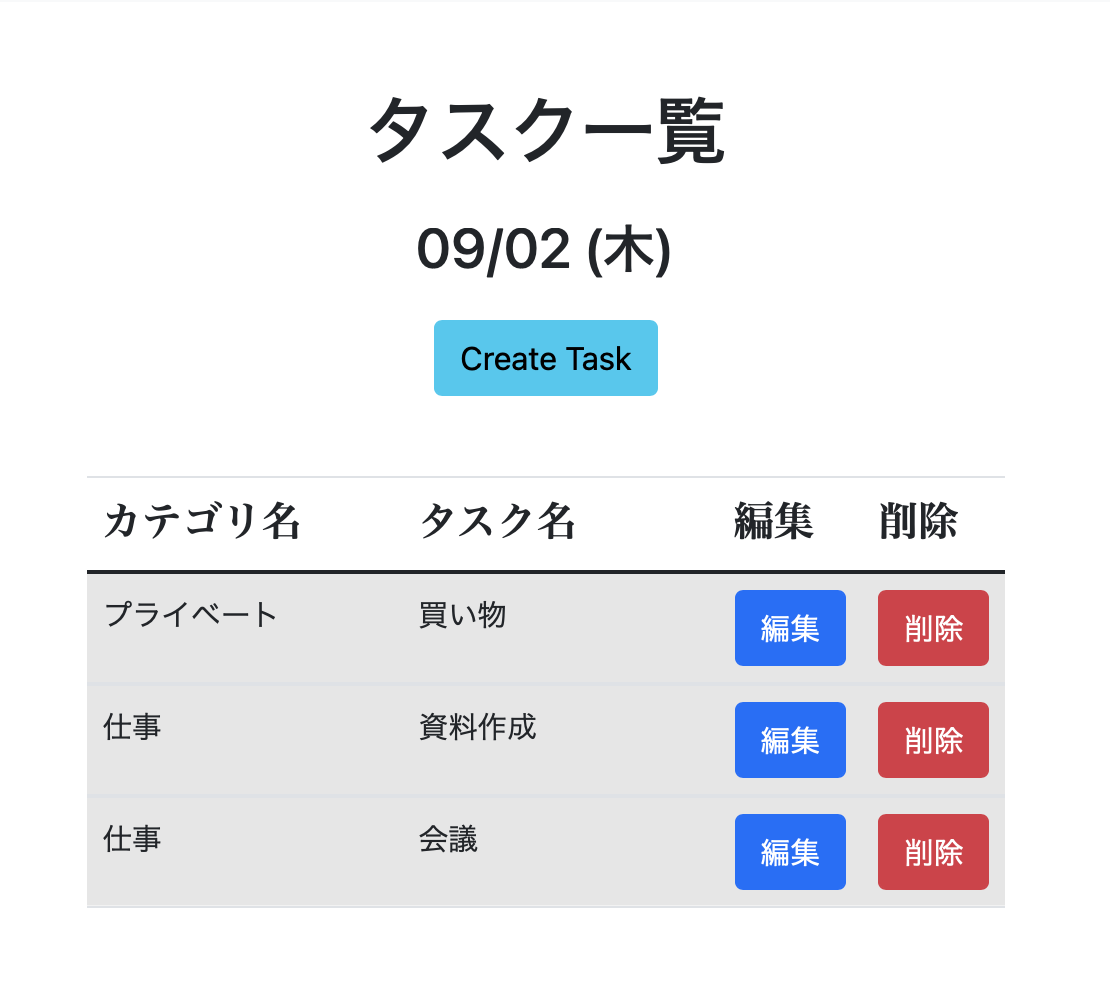 タスク一覧
09/02 (木)
Create Task
カテゴリ名 タスク名 編集 削除
プライベート 買い物 編集 削除
仕事 資料作成 編集 削除
仕事 会議 編集 削除